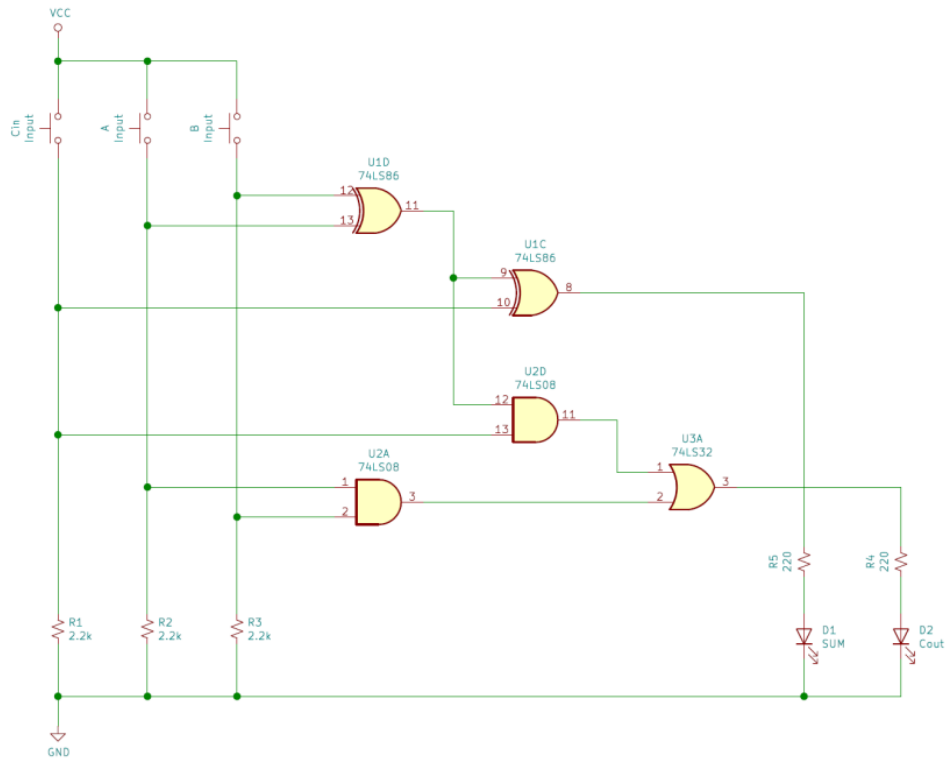 VCC
Cin
Input
A
Input
B
Input
U1D
74LS86
12
13
11
U1C
74LS86
9
10
8
U2D
74LS08
12
13
11
U2A
74LS08
1
2
3
U3A
74LS32
1
2
3
R5
220
R4
220
R1
2.2k
R2
2.2k
R3
2.2k
D1
SUM
D2
Cout
GND